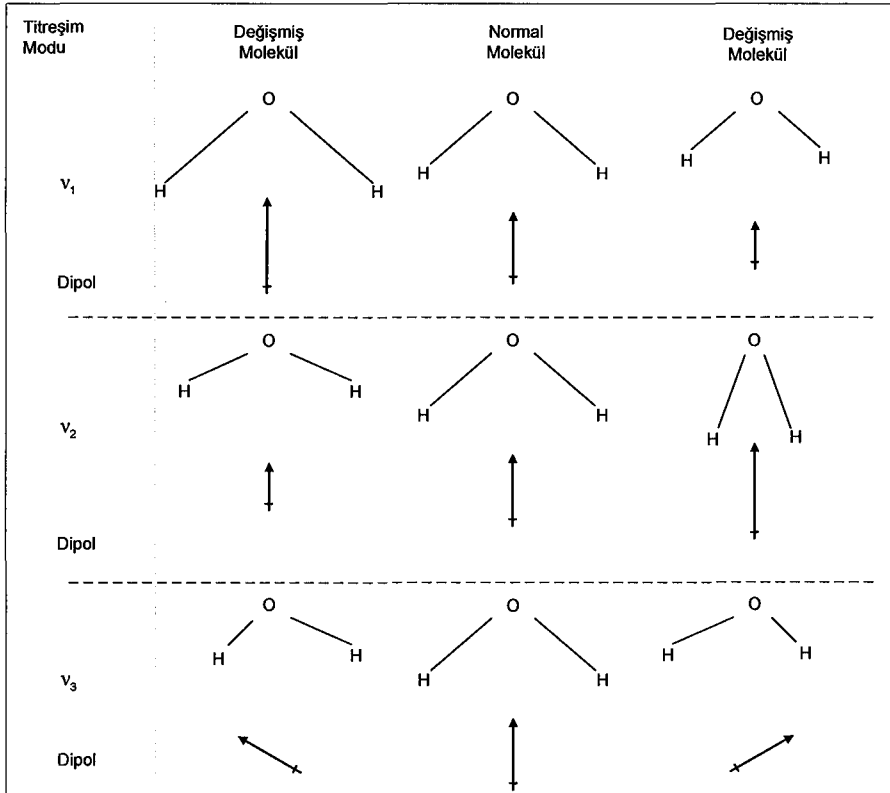 Titreşim
Modu
Değişmiş
Molekül
Normal
Molekül
Değişmiş
Molekül
O O O
H H H H H H
ν1
Dipol
O O O
H H H H H H
ν2
Dipol
O O O
H H H H H H
ν3
Dipol